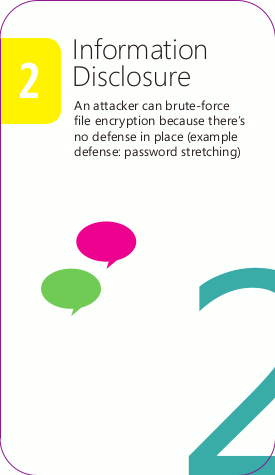 2
Information
Disclosure
An attacker can brute-force
file encryption because there's
no defense in place (example
defense: password stretching)
2